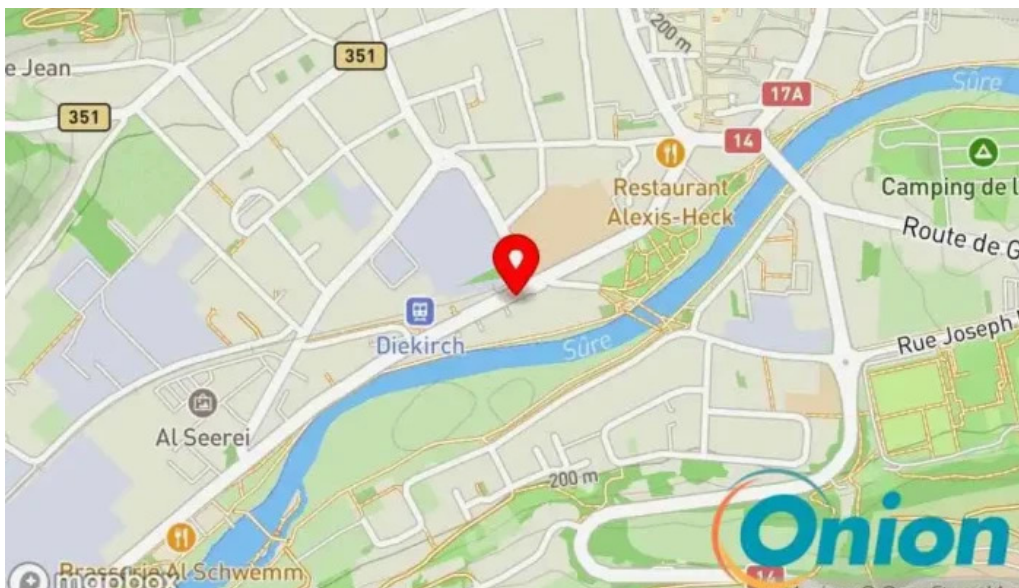 200 m
351
e Jean
351
17A
Sûre
14
Restaurant
Alexis-Heck
Camping de l
Route de G
Diekirch
Sûre
Rue Joseph
Al Seerei
200 m
Onion
Brasserie Al Schwemm
mapbox
14